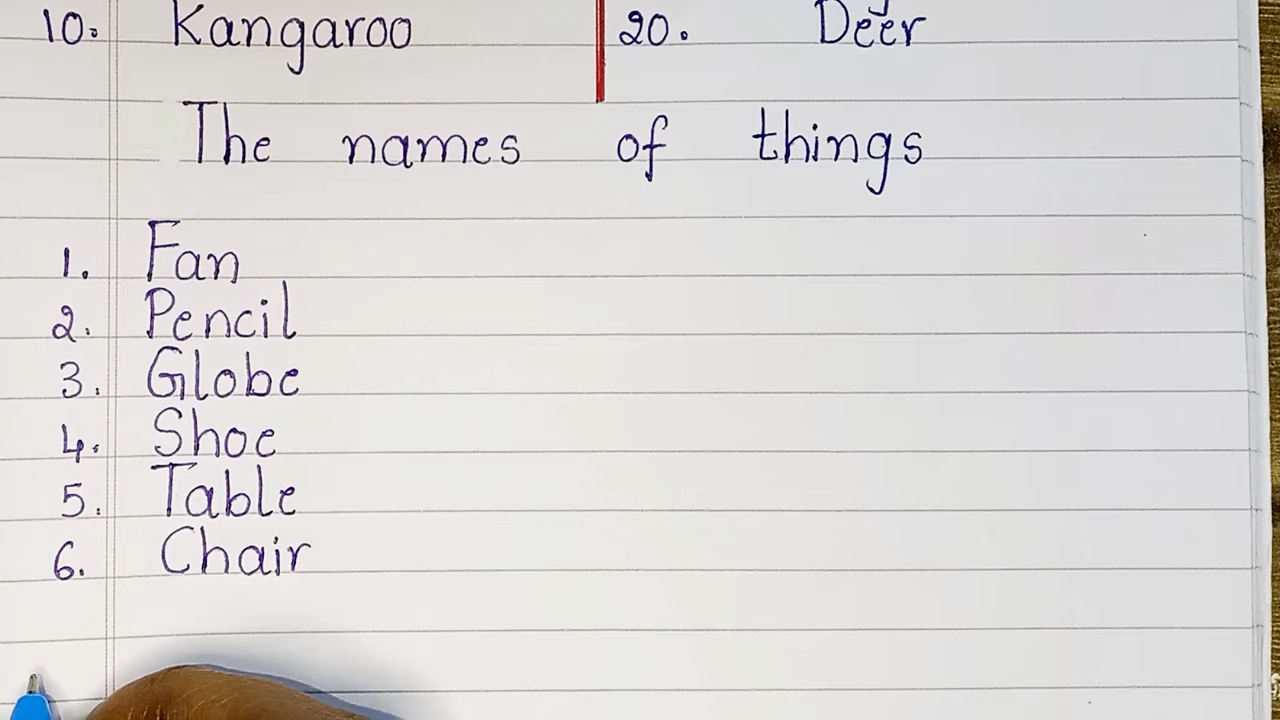 10. Kangaroo 20. Deer
The names of things
1. Fan
2. Pencil
3. Globe
4. Shoe
5. Table
6. Chair